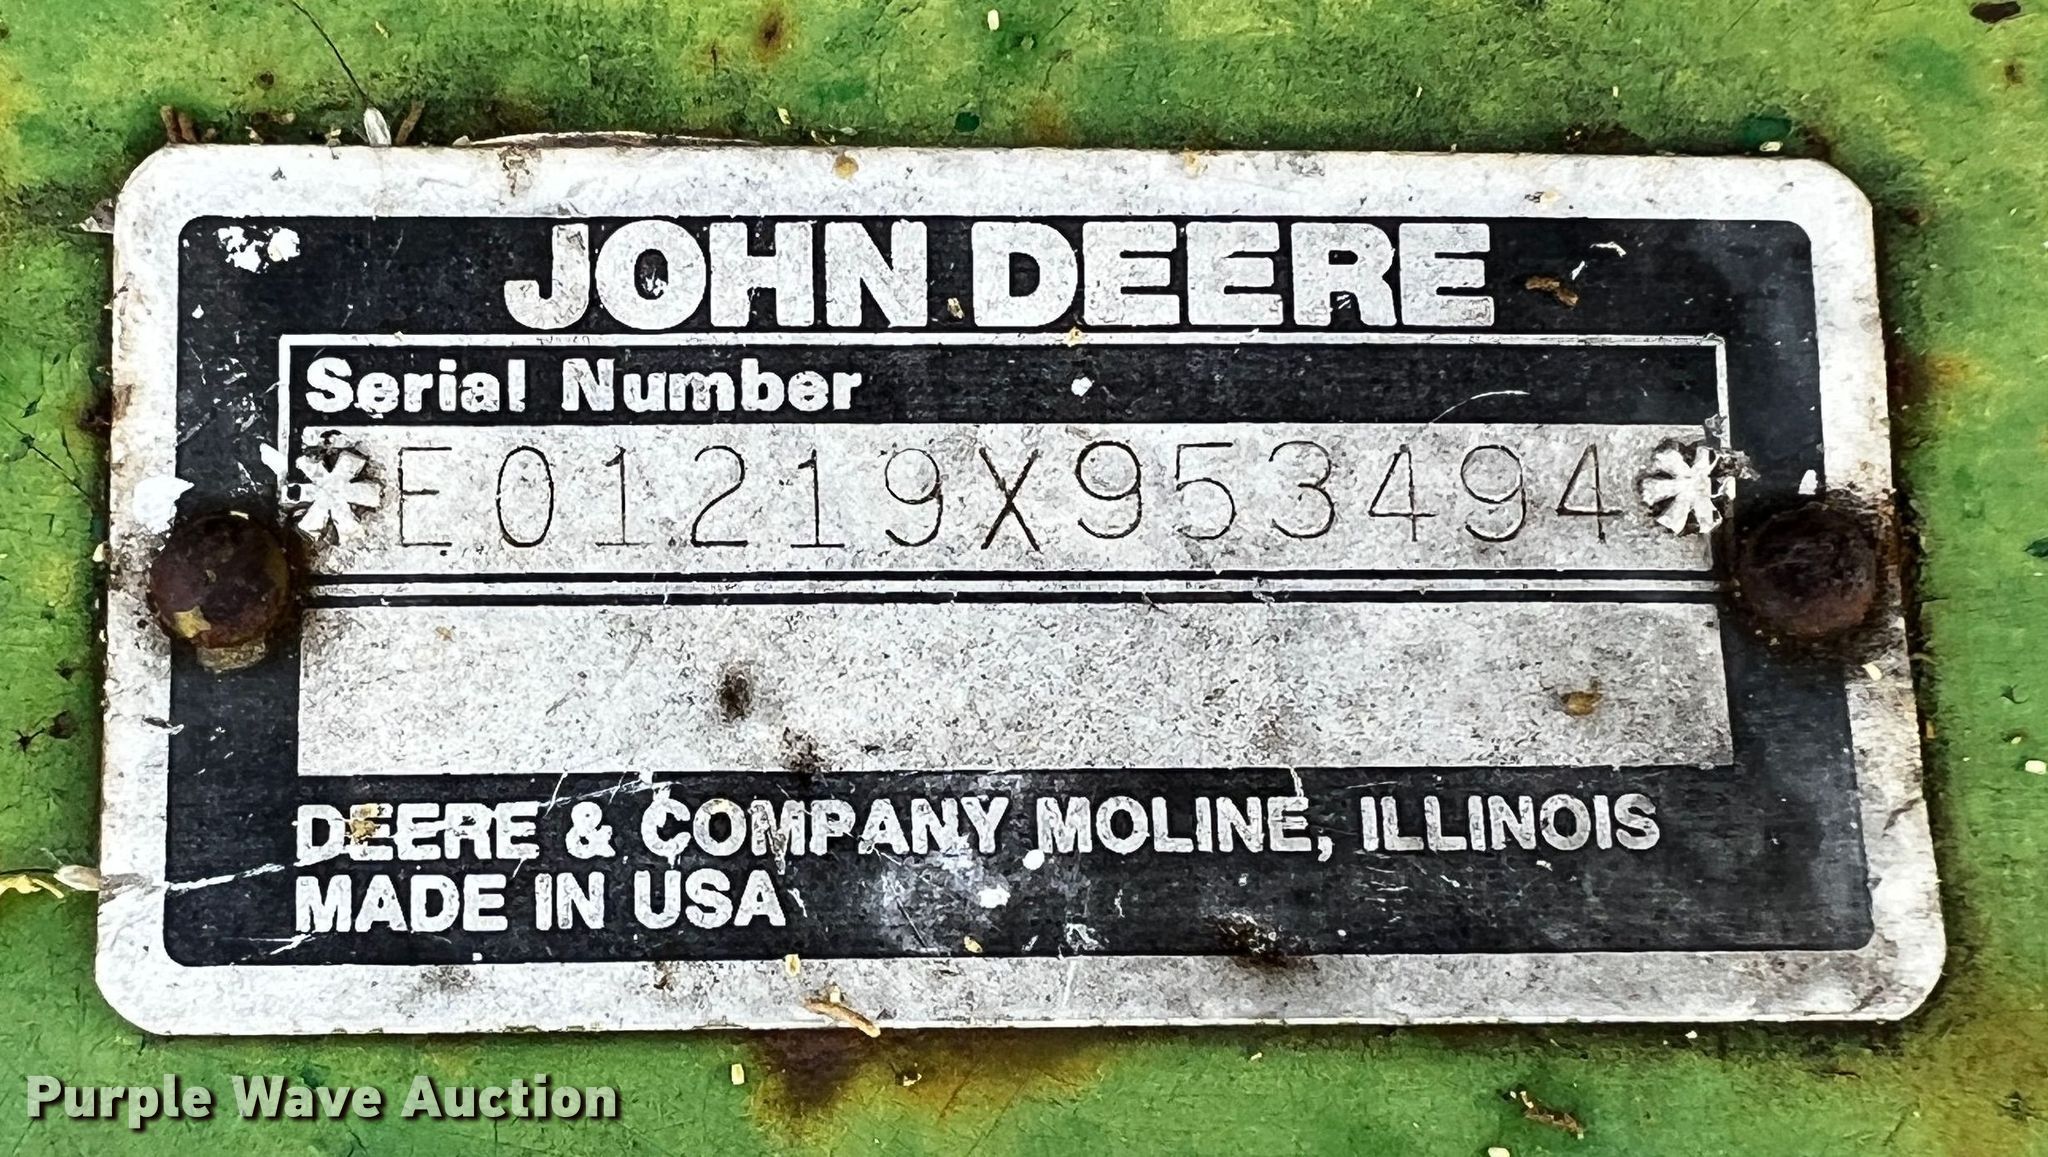 JOHN DEERE
Serial Number
*E01219X953494*
DEERE & COMPANY MOLINE, ILLINOIS
MADE IN USA
Purple Wave Auction